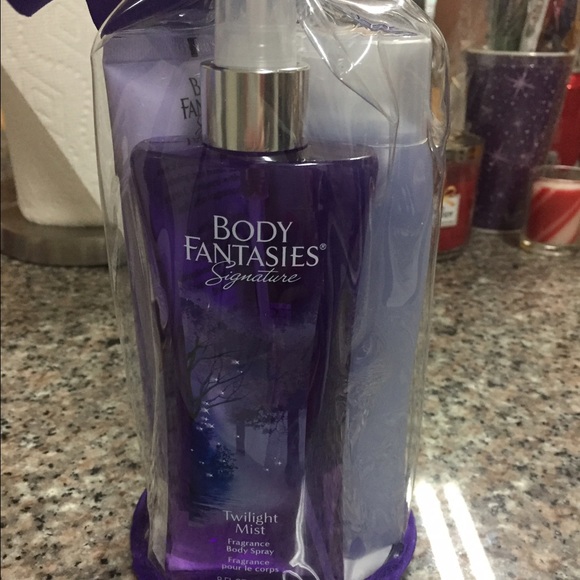 BODY
FANTASIES®
Signature
Twilight
Mist
Fragrance
Body Spray
Fragrance
pour le corps